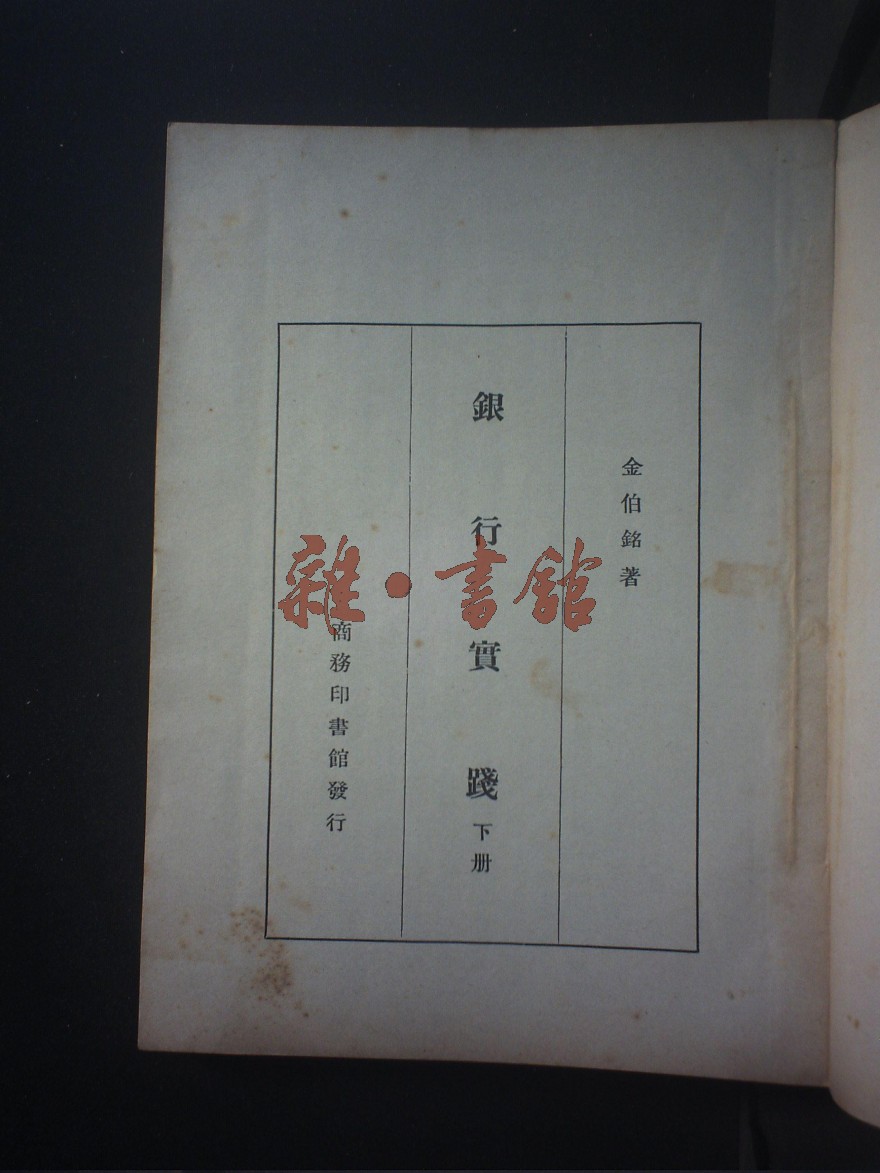 金伯銘著
銀行實踐下册
商務印書館發行
雜·書館